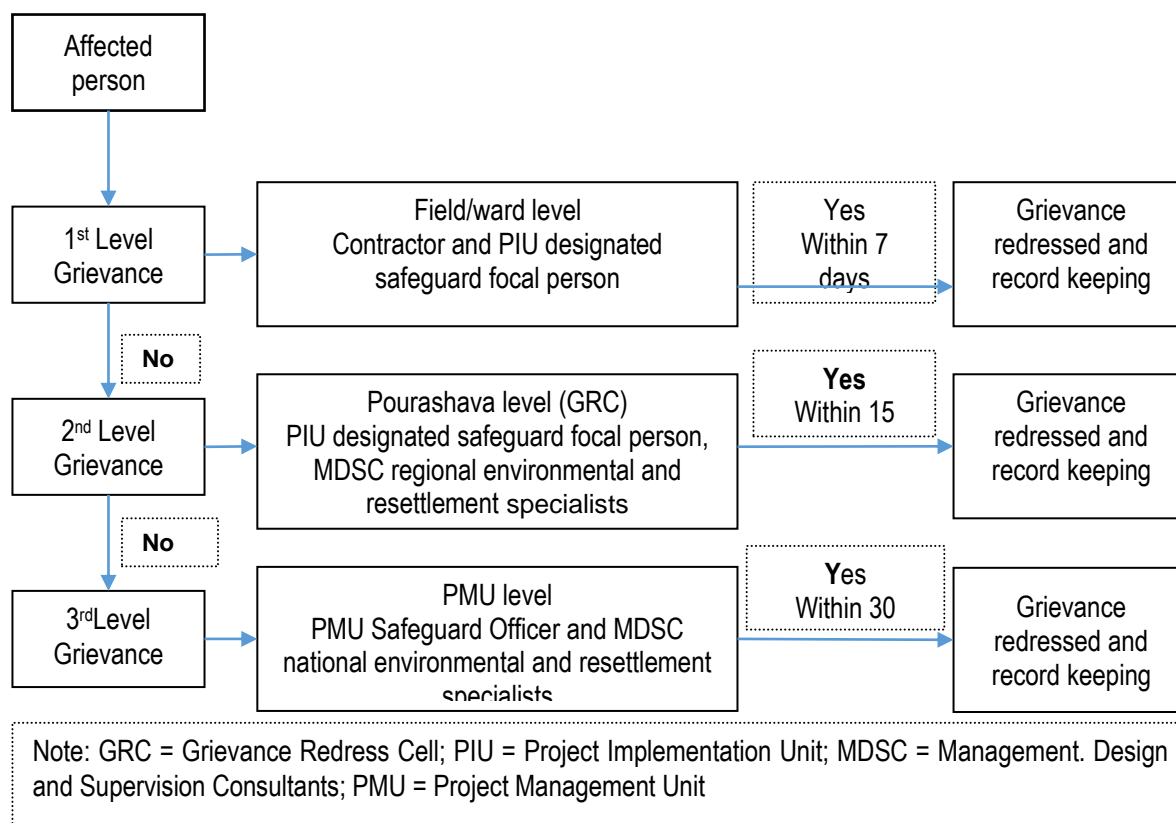 Affected
person
1st Level
Grievance
Field/ward level
Contractor and PIU designated
safeguard focal person
Yes
Within 7
days
Grievance
redressed and
record keeping
No
2nd Level
Grievance
Pourashava level (GRC)
PIU designated safeguard focal person,
MDSC regional environmental and
resettlement specialists
Yes
Within 15
Grievance
redressed and
record keeping
No
3rdLevel
Grievance
PMU level
PMU Safeguard Officer and MDSC
national environmental and resettlement
specialists
Yes
Within 30
Grievance
redressed and
record keeping
Note: GRC = Grievance Redress Cell; PIU = Project Implementation Unit; MDSC = Management. Design
and Supervision Consultants; PMU = Project Management Unit